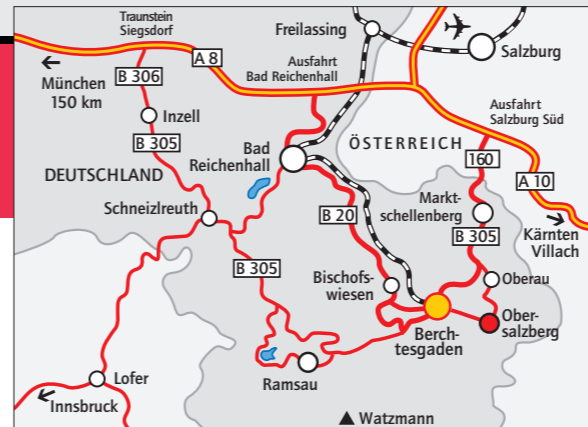 Traunstein
Siegsdorf
Freilassing
Salzburg
A 8
Ausfahrt
Bad Reichenhall
München
150 km
B 306
Inzell
Ausfahrt
Salzburg Süd
B 305
Bad
Reichenhall
ÖSTERREICH
160
DEUTSCHLAND
A 10
Schneizlreuth
B 20
Markt-
schellenberg
B 305
Kärnten
Villach
B 305
Bischofs-
wiesen
Oberau
Ober-
salzberg
Berch-
tesgaden
Lofer
Ramsau
Innsbruck
Watzmann